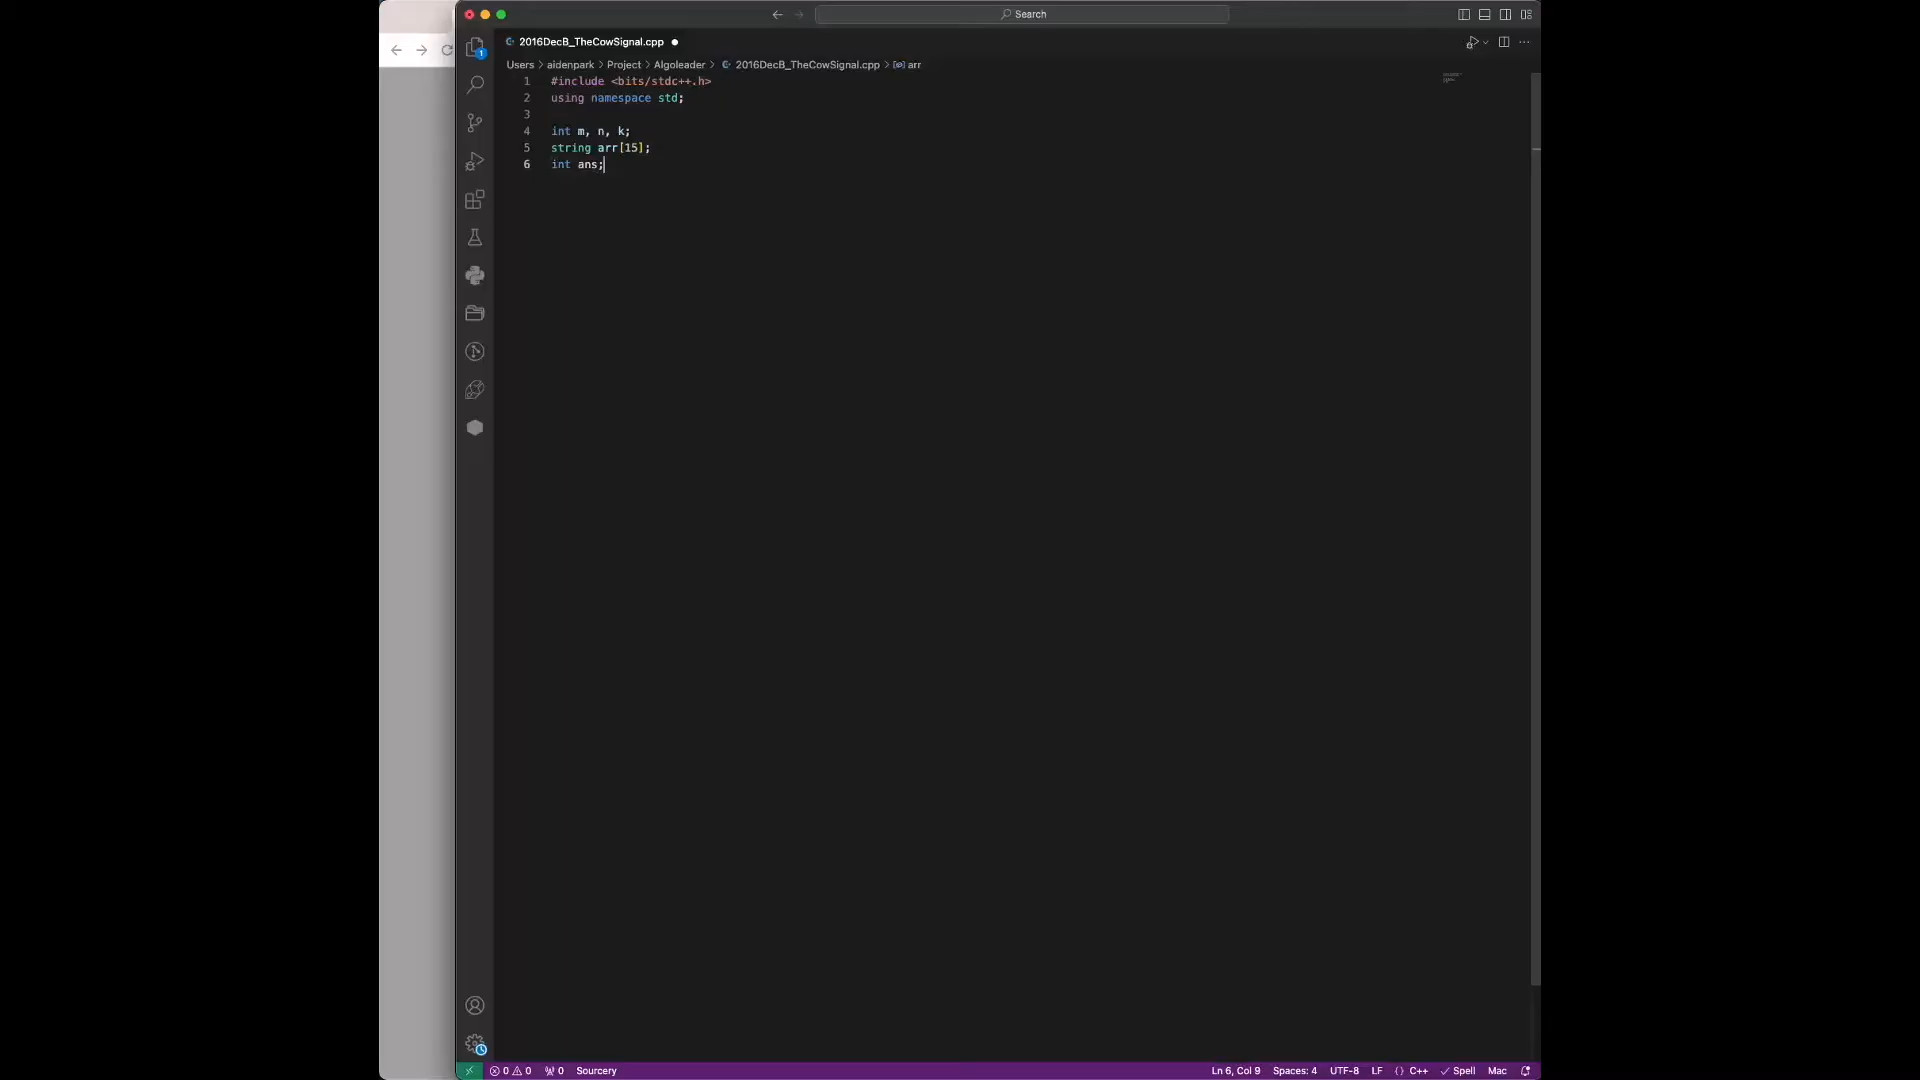 Search
2016DecB_TheCowSignal.cpp
Users > aidenpark > Project > Algoleader > 2016DecB_TheCowSignal.cpp > arr
1 #include <bits/stdc++.h>
2 using namespace std;
3
4 int m, n, k;
5 string arr[15];
6 int ans;
1
0 0 0 Sourcery Ln 6, Col 9 Spaces: 4 UTF-8 LF {} C++ Spell Mac